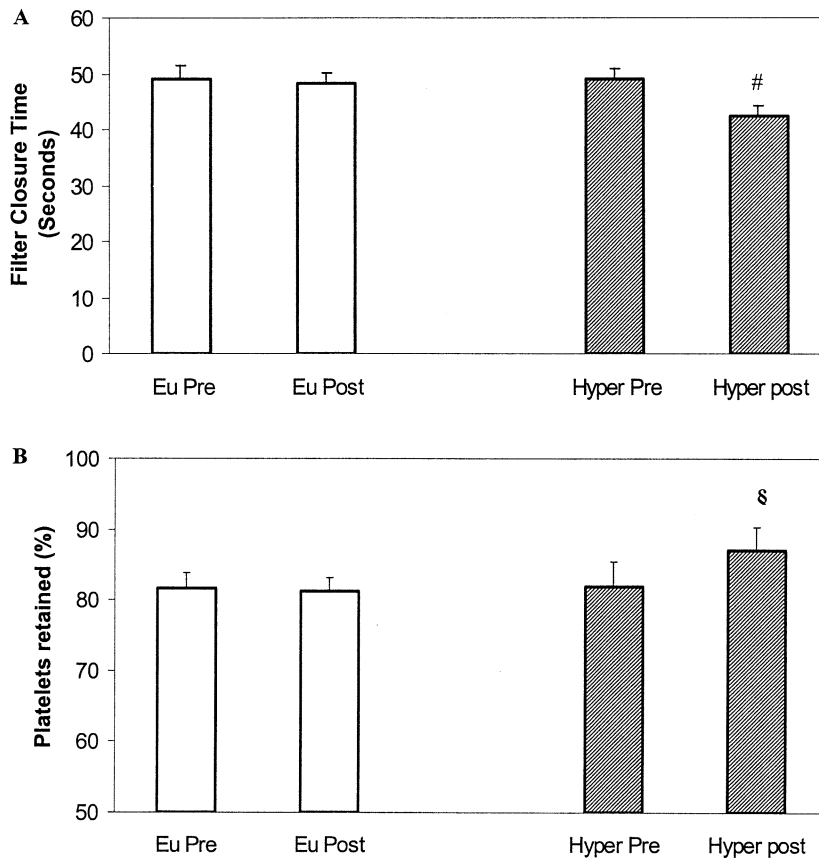 A
Filter Closure Time
(Seconds)
60
50
40
30
20
10
0
#
Eu Pre
Eu Post
Hyper Pre
Hyper post
B
Platelets retained (%)
100
90
80
70
60
50
§
Eu Pre
Eu Post
Hyper Pre
Hyper post